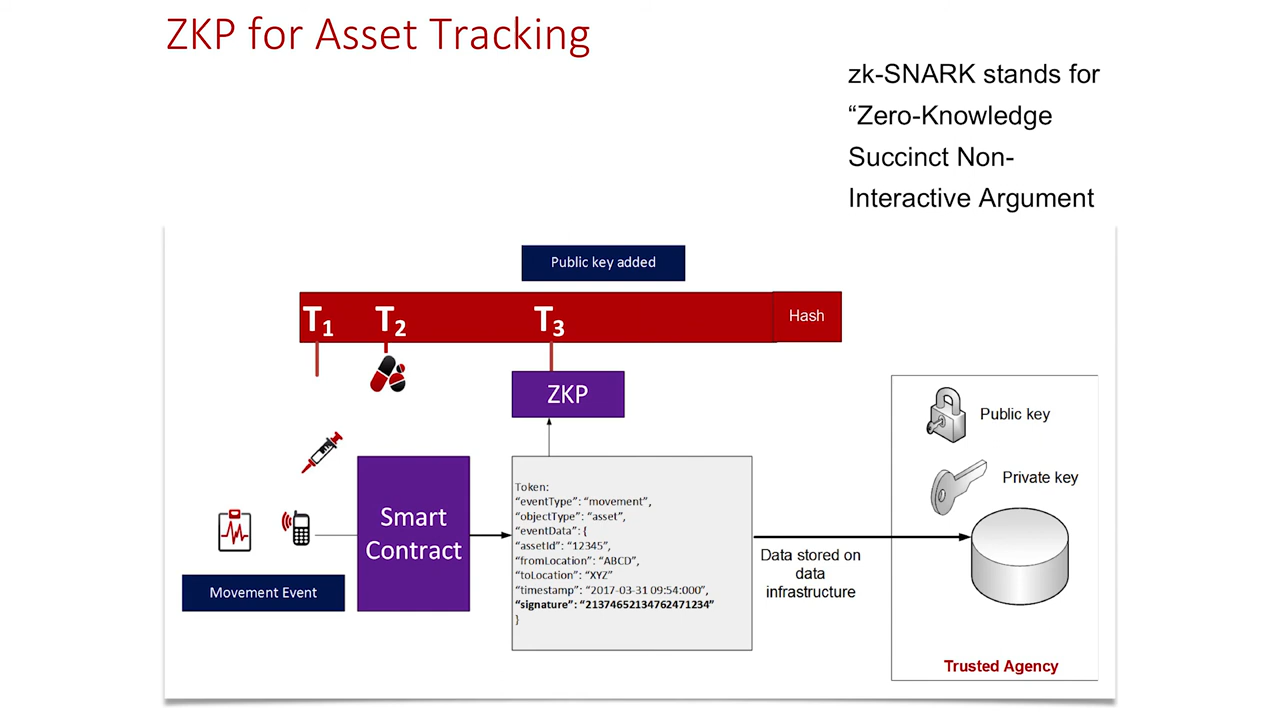 ZKP for Asset Tracking
zk-SNARK stands for
“Zero-Knowledge
Succinct Non-
Interactive Argument
Public key added
T1 T2 T3
Hash
ZKP
Public key
Private key
Smart
Contract
Token:
“eventType”: “movement”,
“objectType”: “asset”,
“eventData”: {
“assetId”: “12345”,
“fromLocation”: “ABCD”,
“toLocation”: “XYZ”
“timestamp”: “2017-03-31 09:54:000”,
“signature”: “21374652134762471234”
}
Movement Event
Data stored on
data
infrastructure
Trusted Agency